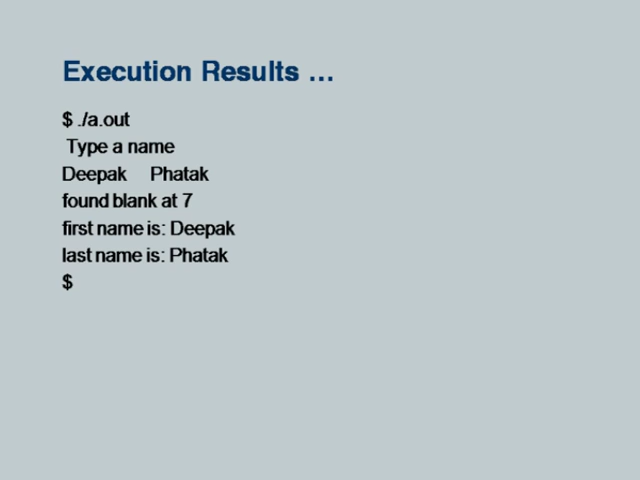 Execution Results ...
$ ./a.out
Type a name
Deepak    Phatak
found blank at 7
first name is: Deepak
last name is: Phatak
$